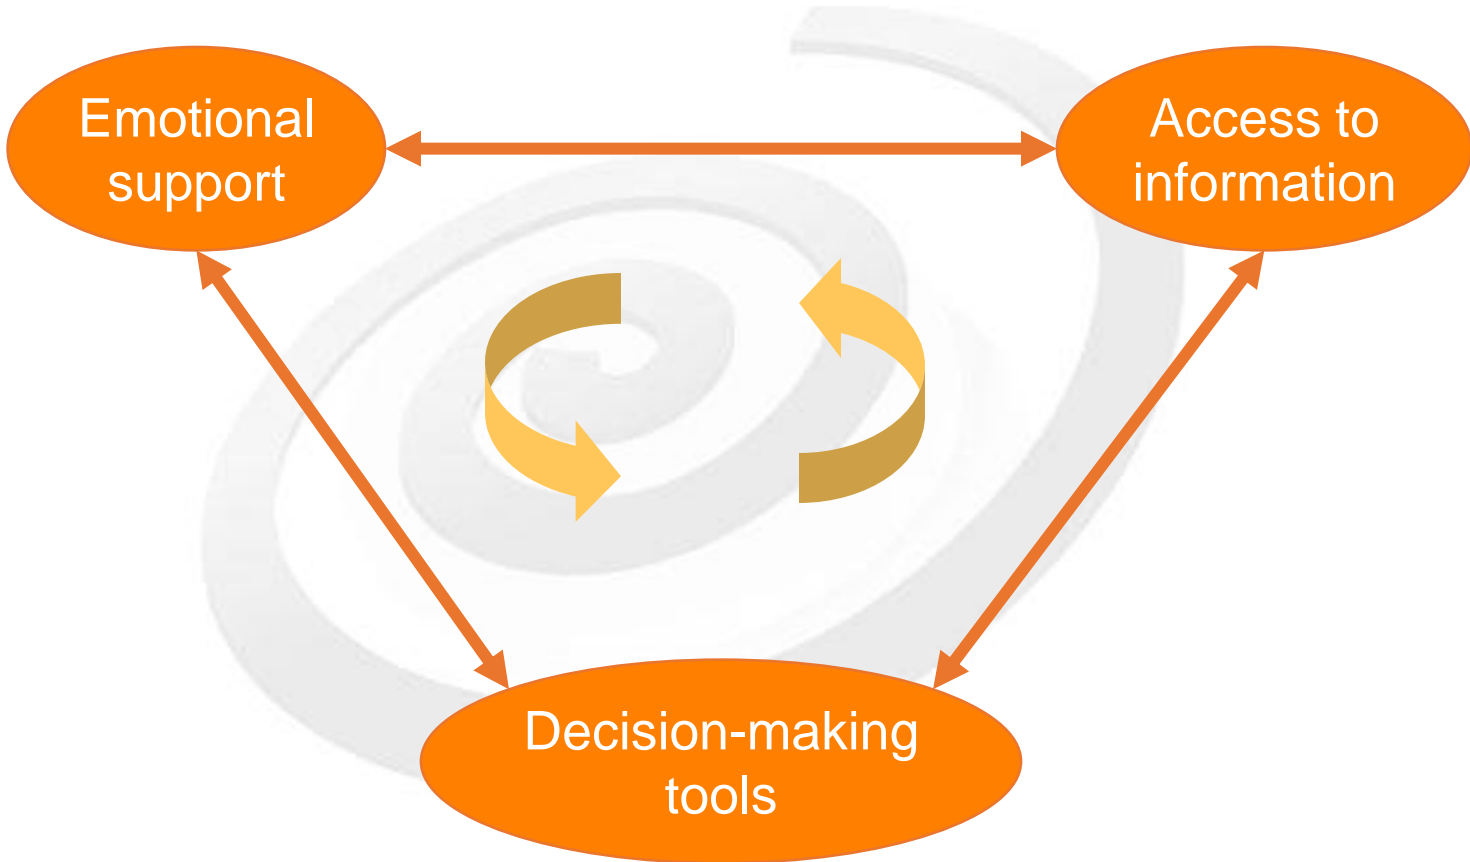 Emotional
support
Access to
information
Decision-making
tools